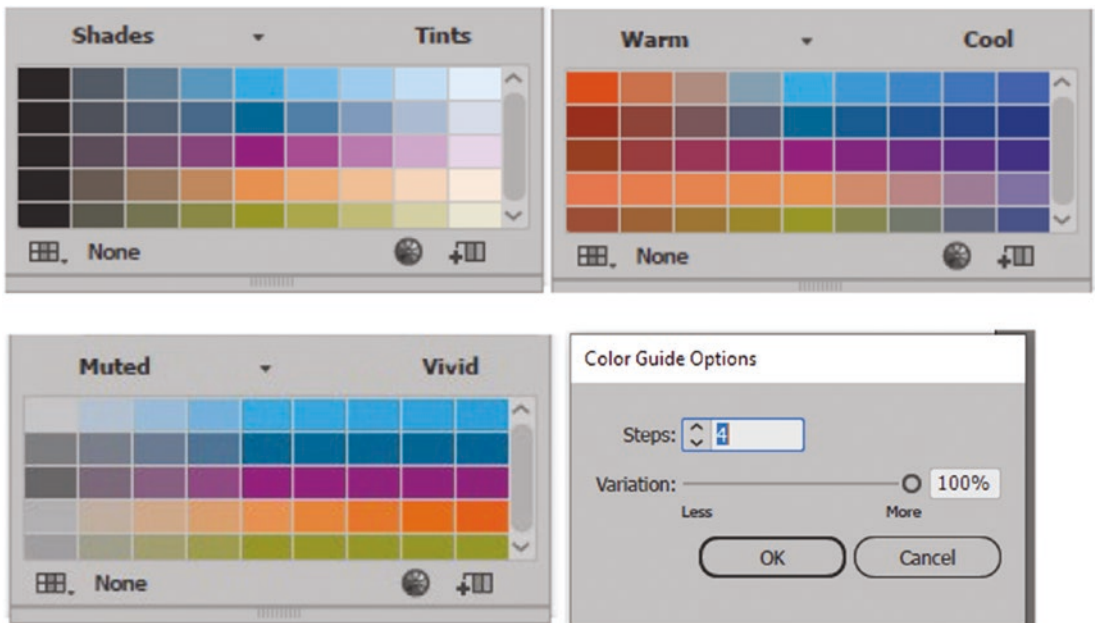 Shades Tints
None
Warm Cool
None
Muted Vivid
None
Color Guide Options
Steps: 4
Variation: 100%
Less More
OK Cancel